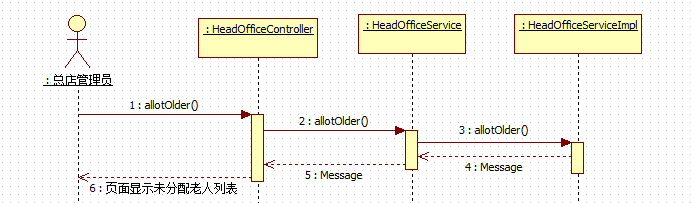 : HeadOfficeController
: HeadOfficeService
: HeadOfficeServiceImpl
: 总店管理员
1 : allotOlder()
2 : allotOlder()
3 : allotOlder()
4 : Message
5 : Message
6 : 页面显示未分配老人列表